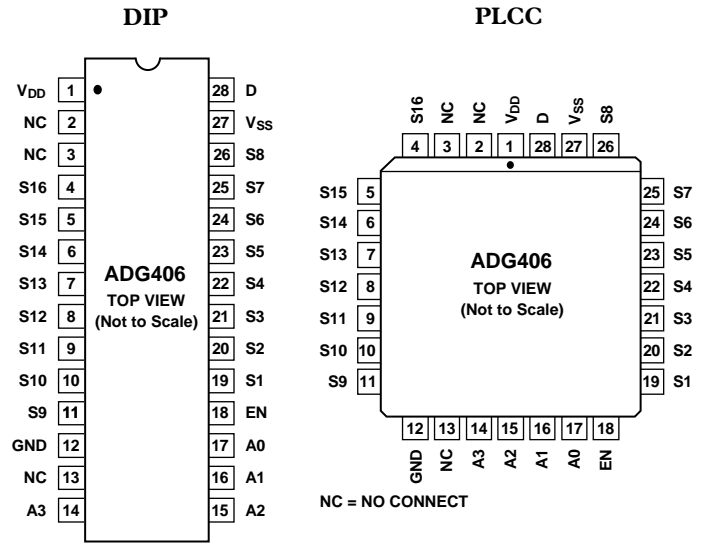 DIP
VDD 1 28 D
NC 2 27 VSS
NC 3 26 S8
S16 4 25 S7
S15 5 24 S6
S14 6 23 S5
S13 7 22 S4
S12 8 21 S3
S11 9 20 S2
S10 10 19 S1
S9 11 18 EN
GND 12 17 A0
NC 13 16 A1
A3 14 15 A2
ADG406
TOP VIEW
(Not to Scale)
PLCC
S16 NC NC VDD D VSS S8
4 3 2 1 28 27 26
S15 5 25 S7
S14 6 24 S6
S13 7 23 S5
S12 8 22 S4
S11 9 21 S3
S10 10 20 S2
S9 11 19 S1
ADG406
TOP VIEW
(Not to Scale)
12 13 14 15 16 17 18
GND NC A3 A2 A1 A0 EN
NC = NO CONNECT